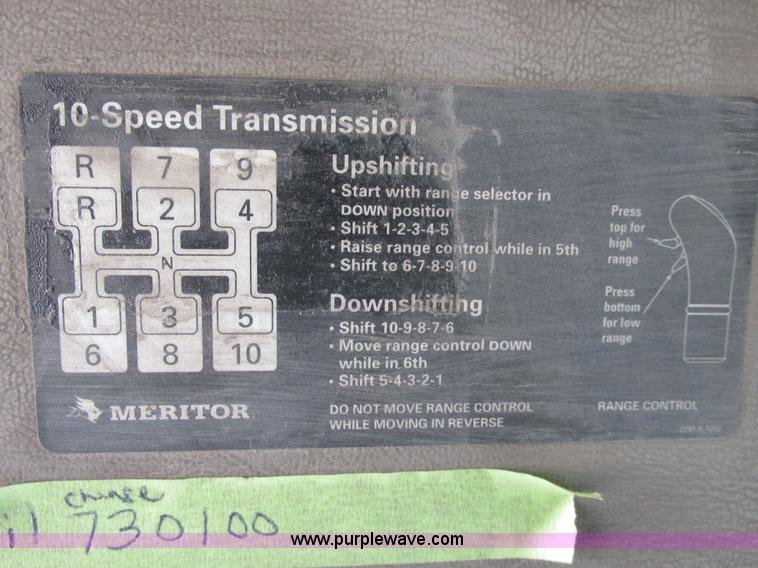 10-Speed Transmission
R 7 9
R 2 4
N
1 3 5
6 8 10
MERITOR
Upshifting
• Start with range selector in
DOWN position
• Shift 1-2-3-4-5
• Raise range control while in 5th
• Shift to 6-7-8-9-10
Downshifting
• Shift 10-9-8-7-6
• Move range control DOWN
while in 6th
• Shift 5-4-3-2-1
DO NOT MOVE RANGE CONTROL
WHILE MOVING IN REVERSE
Press
top for
high
range
Press
bottom
for low
range
RANGE CONTROL
change
730100
www.purplewave.com